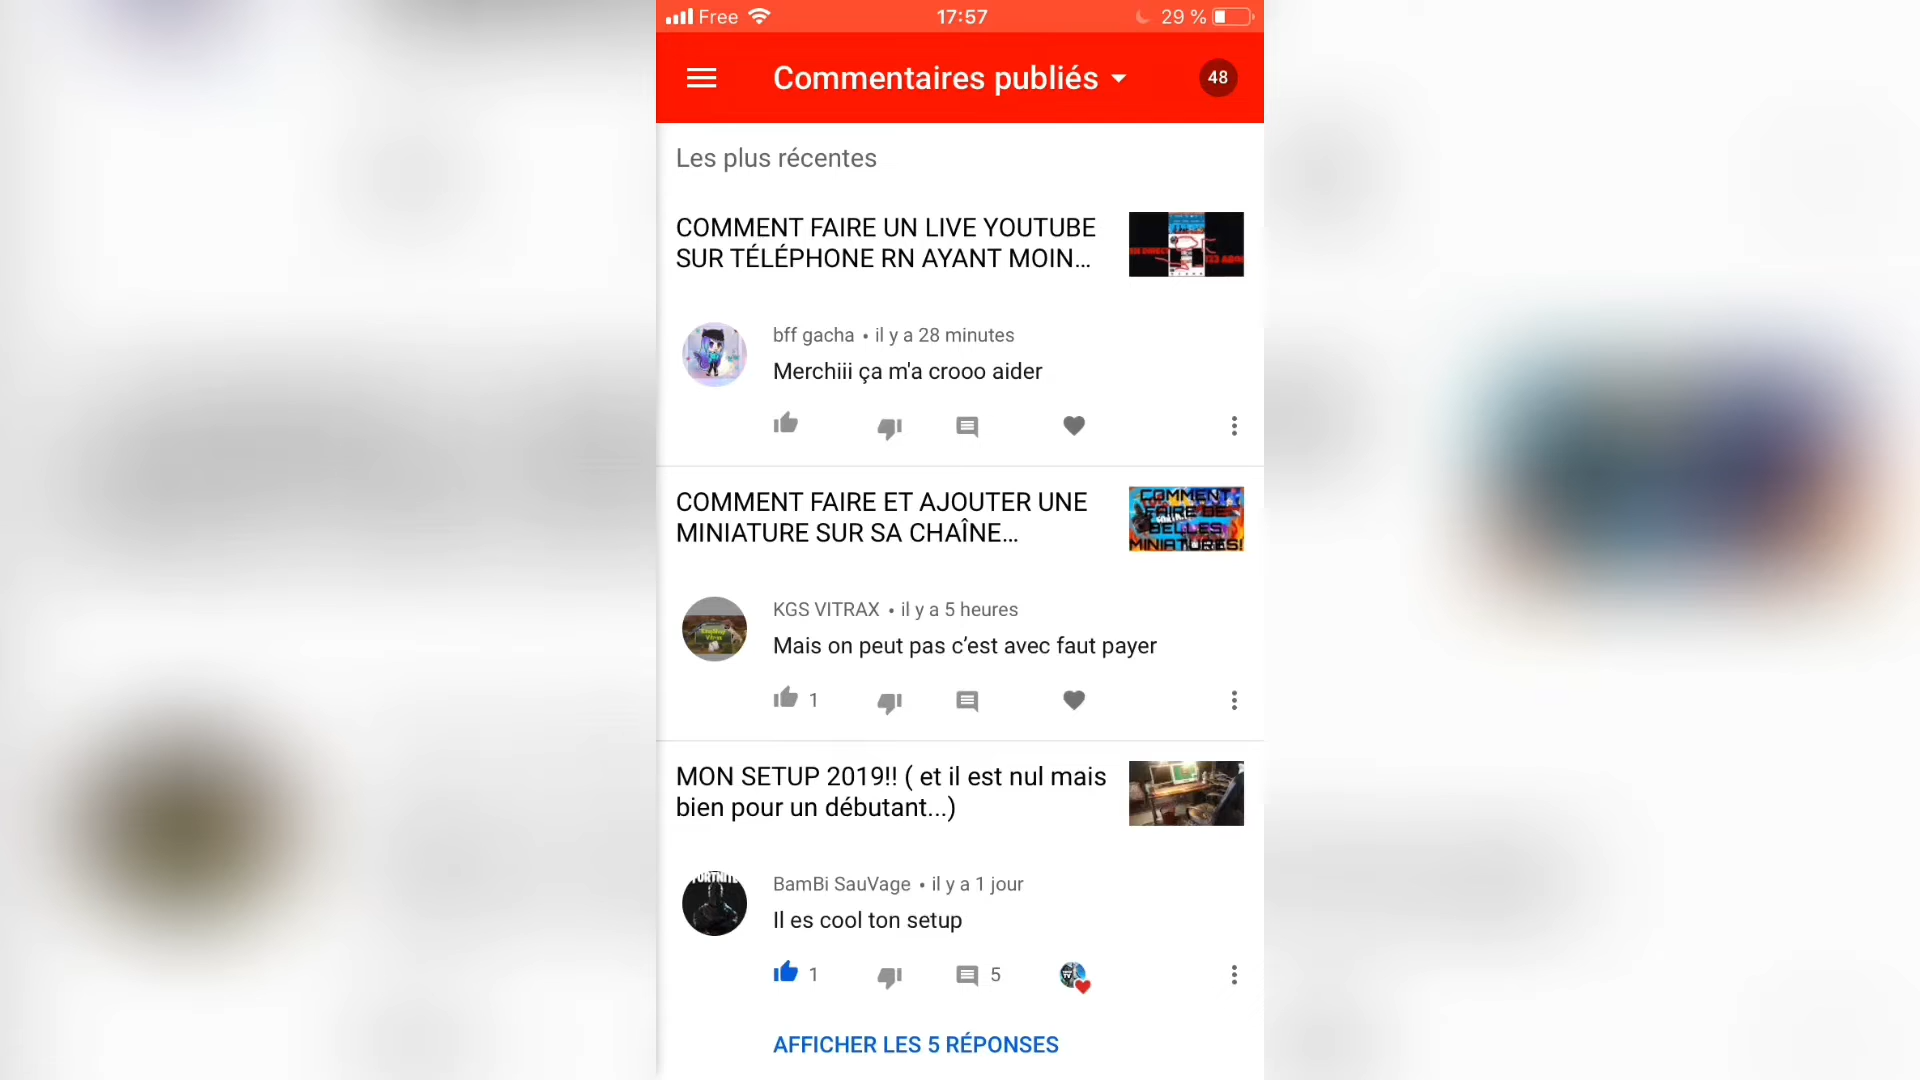 Free 17:57 29 %
Commentaires publiés 48
Les plus récentes
COMMENT FAIRE UN LIVE YOUTUBE
SUR TÉLÉPHONE RN AYANT MOIN...
bff gacha • il y a 28 minutes
Merchiii ça m'a crooo aider
COMMENT FAIRE ET AJOUTER UNE
MINIATURE SUR SA CHAÎNE...
COMMENT
FAIRE DE
BELLES
MINIATURES!
KGS VITRAX • il y a 5 heures
Mais on peut pas c’est avec faut payer
1
MON SETUP 2019!! ( et il est nul mais
bien pour un débutant...)
FORTNITE
BamBi SauVage • il y a 1 jour
Il es cool ton setup
1 5
AFFICHER LES 5 RÉPONSES